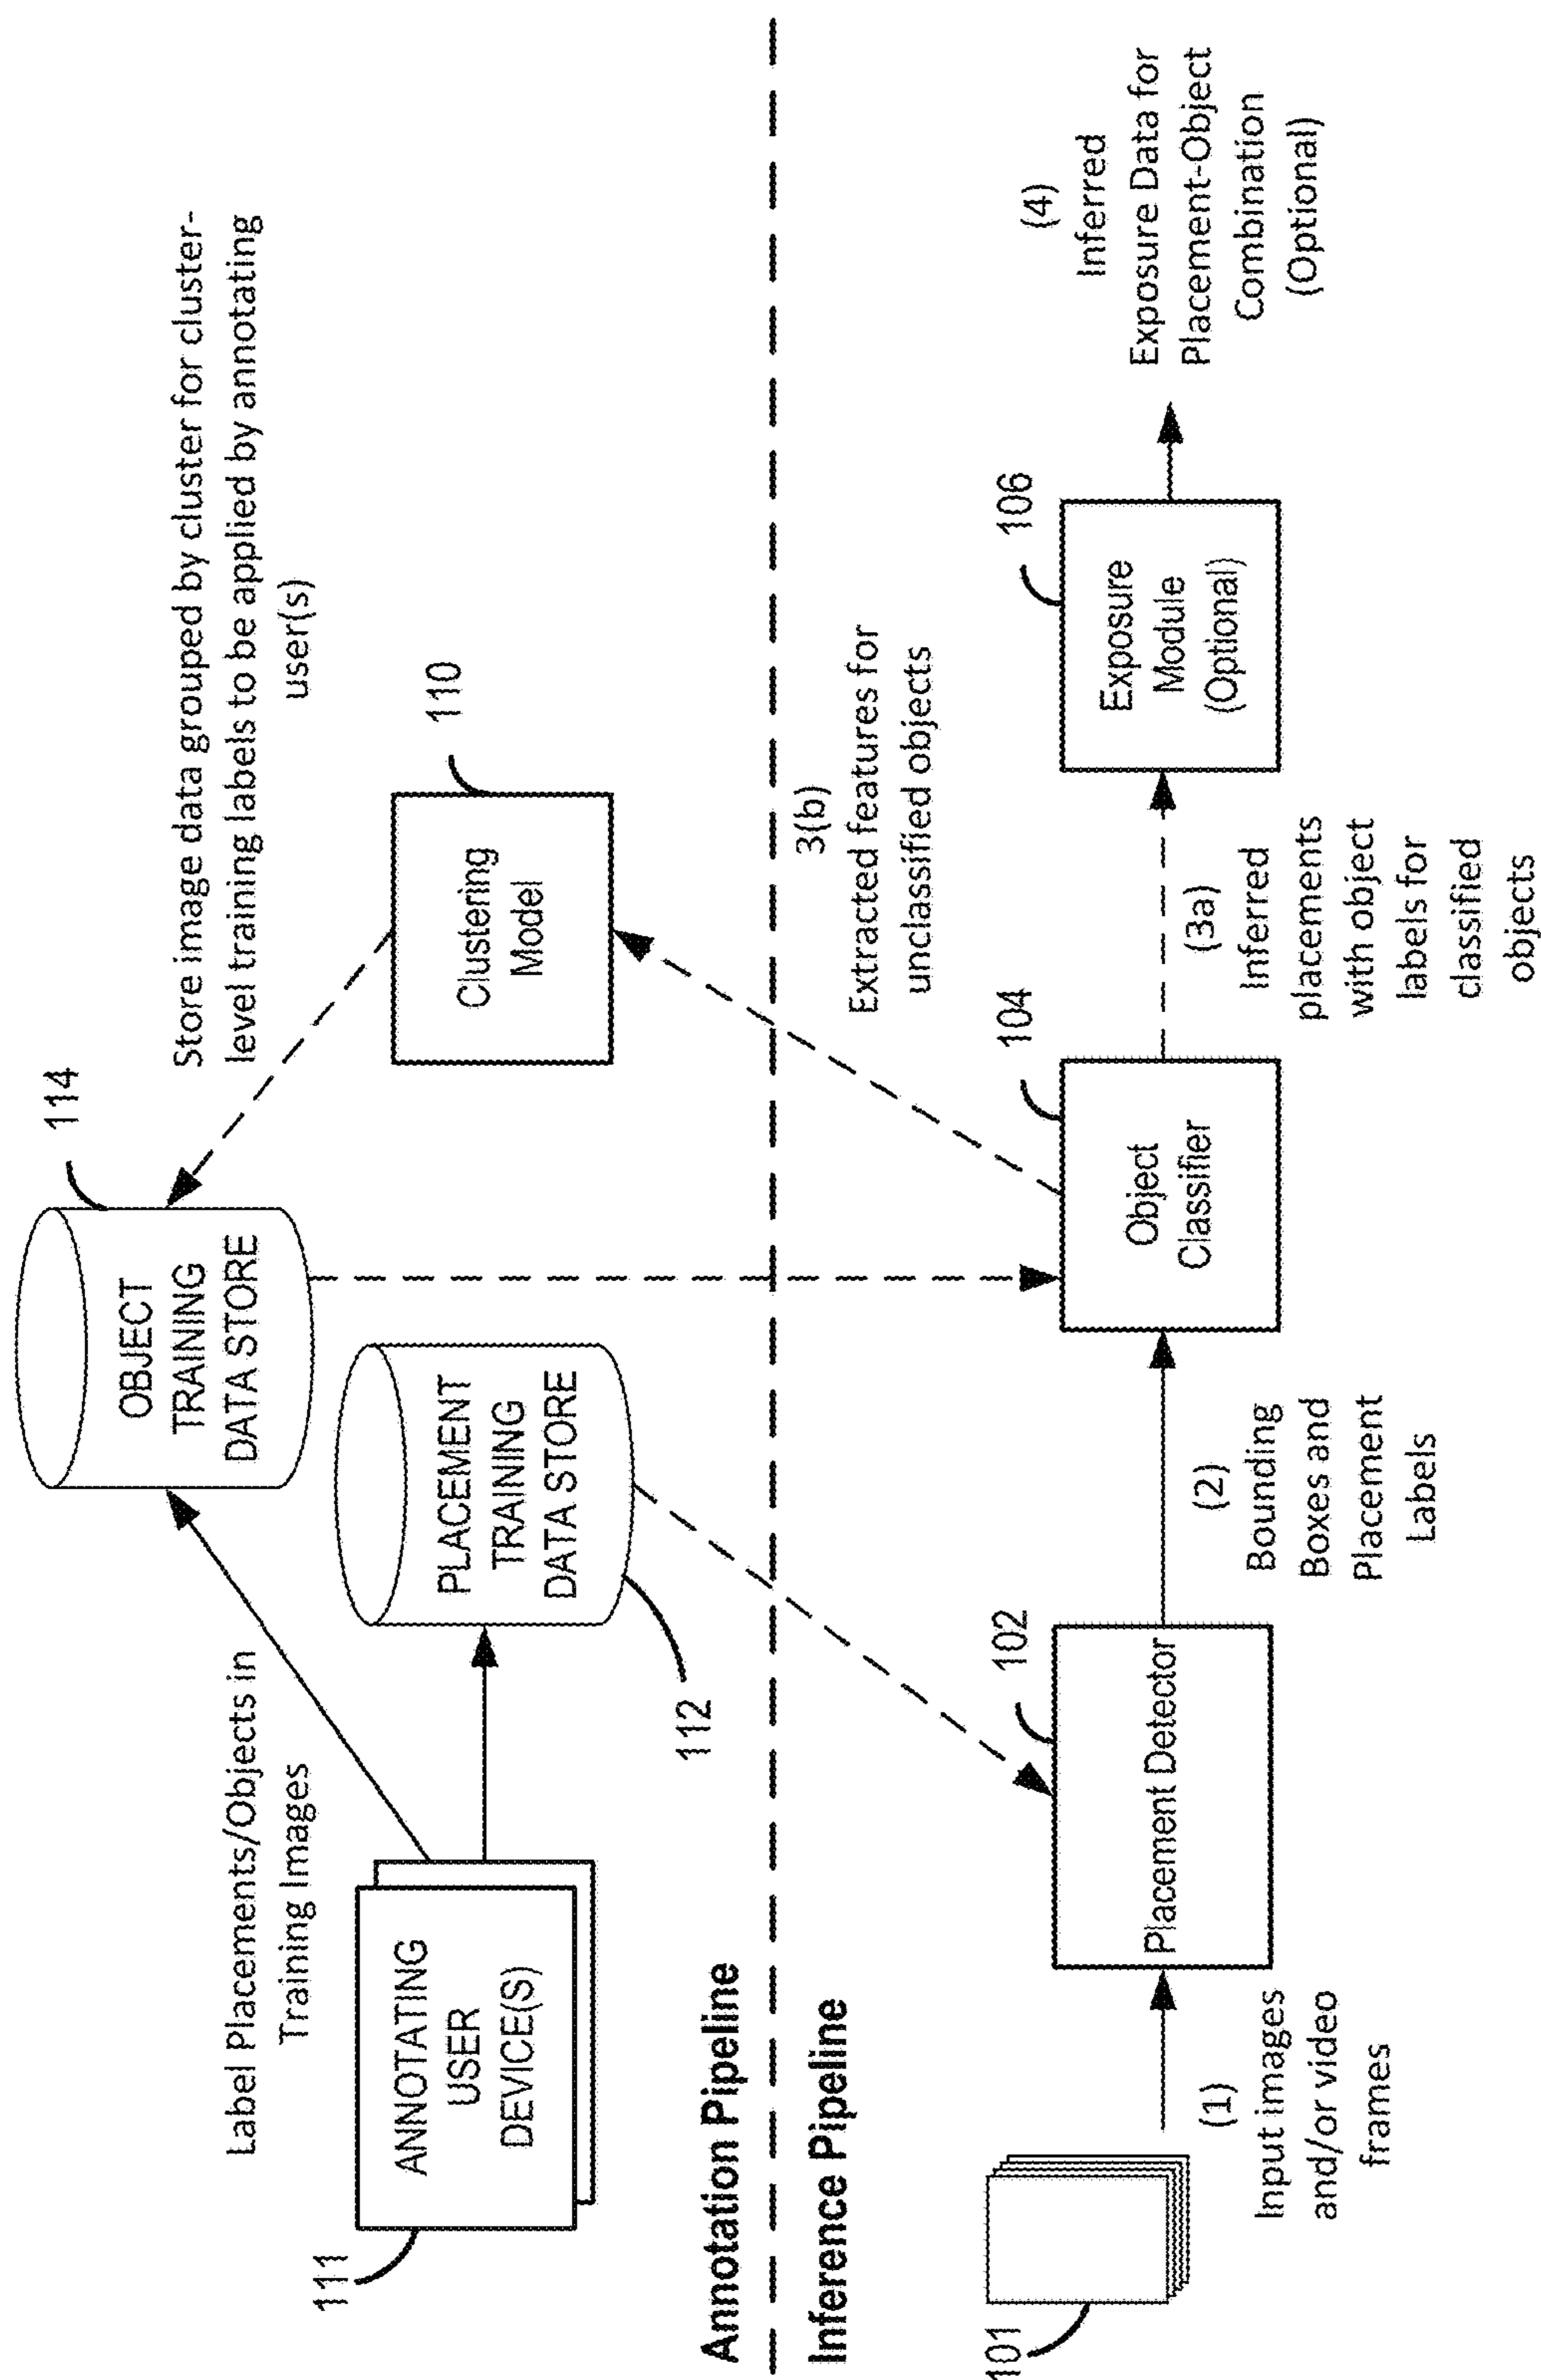 Label Placements/Objects in
Training Images
111
ANNOTATING
USER
DEVICE(S)
OBJECT
TRAINING
DATA STORE
114
PLACEMENT
TRAINING
DATA STORE
112
Store image data grouped by cluster for cluster-
level training labels to be applied by annotating
user(s)
Clustering
Model
110
Annotation Pipeline
Inference Pipeline
3(b)
Extracted features for
unclassified objects
101
(1)
Input images
and/or video
frames
102
Placement Detector
(2)
Bounding
Boxes and
Placement
Labels
104
Object
Classifier
(3a)
Inferred
placements
with object
labels for
classified
objects
106
Exposure
Module
(Optional)
(4)
Inferred
Exposure Data for
Placement-Object
Combination
(Optional)